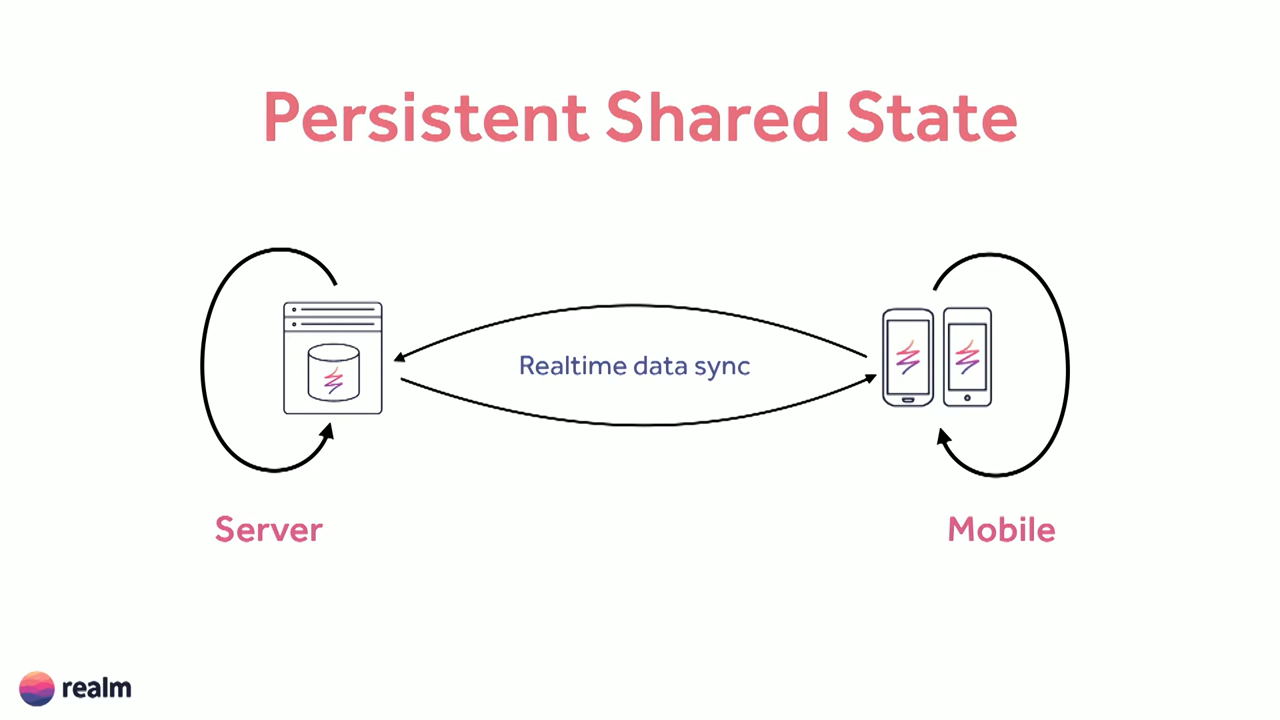 Persistent Shared State
Realtime data sync
Server
Mobile
realm